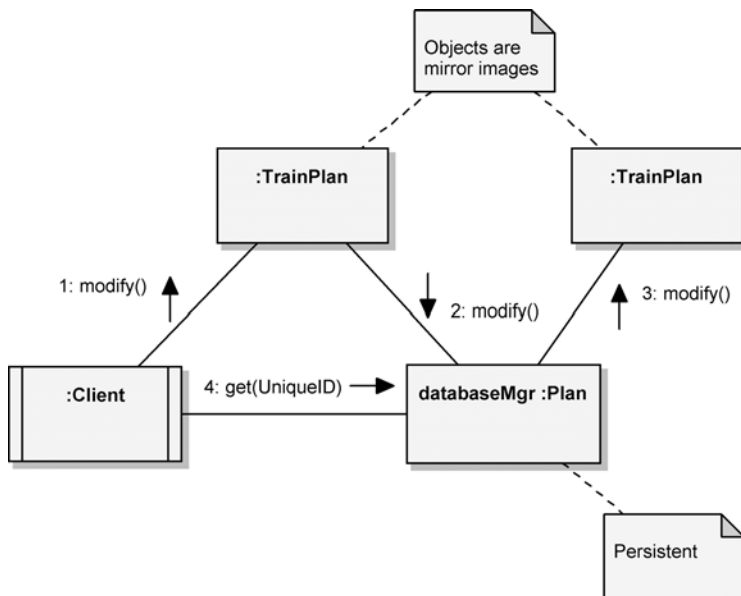 Objects are
mirror images
:TrainPlan
:TrainPlan
1: modify()
2: modify()
3: modify()
:Client
4: get(UniqueID)
databaseMgr :Plan
Persistent